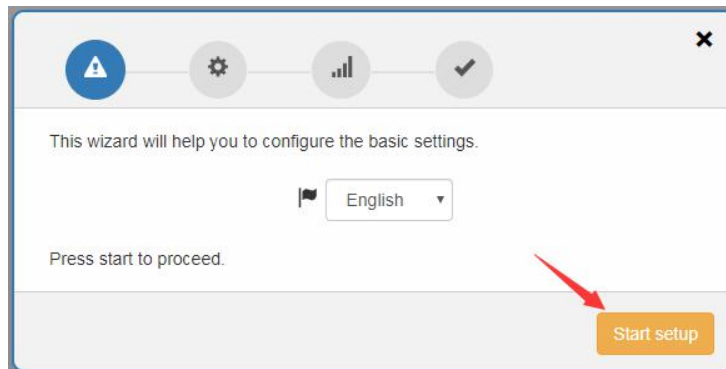 This wizard will help you to configure the basic settings.
English
Press start to proceed.
Start setup